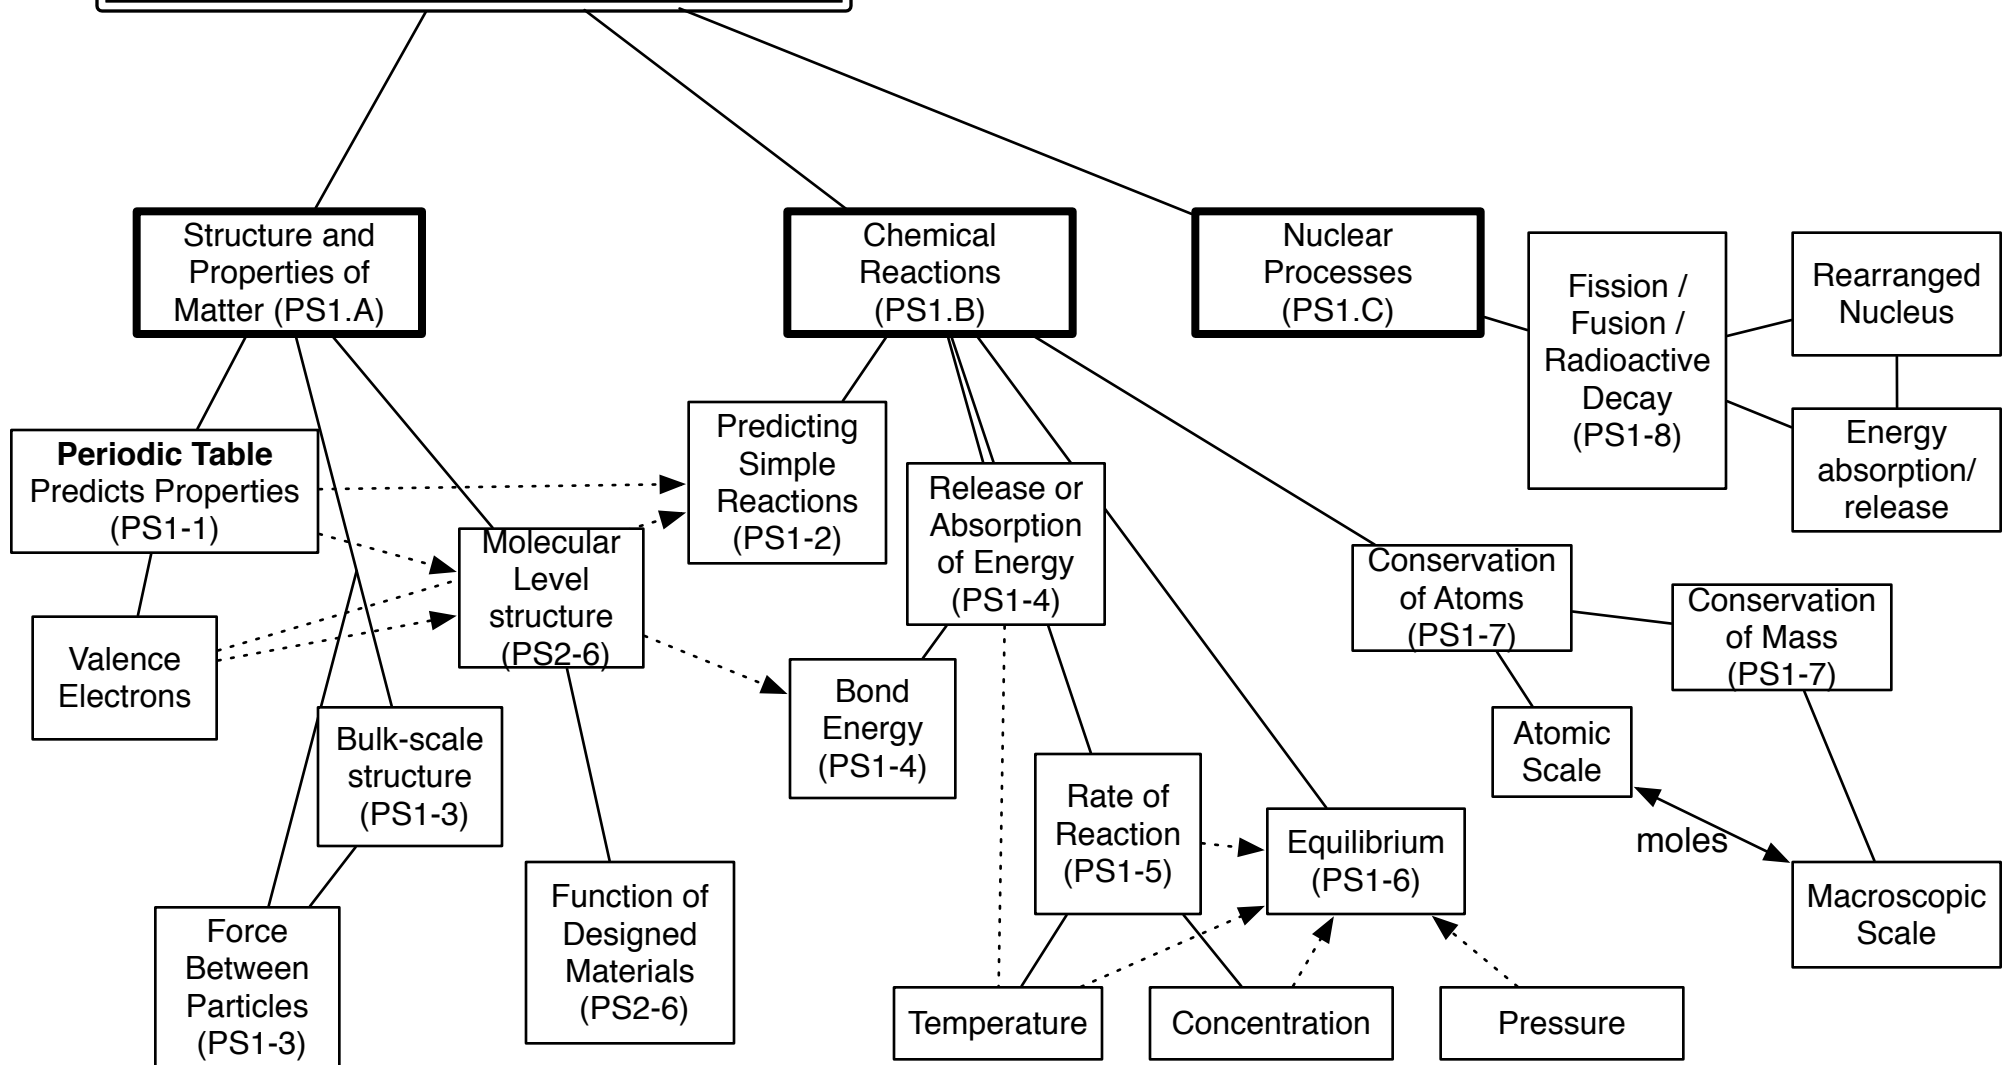 Structure and
Properties of
Matter (PS1.A)
Chemical
Reactions
(PS1.B)
Nuclear
Processes
(PS1.C)
Fission /
Fusion /
Radioactive
Decay
(PS1-8)
Rearranged
Nucleus
Energy
absorption/
release
Periodic Table
Predicts Properties
(PS1-1)
Predicting
Simple
Reactions
(PS1-2)
Release or
Absorption
of Energy
(PS1-4)
Molecular
Level
structure
(PS2-6)
Conservation
of Atoms
(PS1-7)
Conservation
of Mass
(PS1-7)
Valence
Electrons
Bond
Energy
(PS1-4)
Bulk-scale
structure
(PS1-3)
Atomic
Scale
Rate of
Reaction
(PS1-5)
Equilibrium
(PS1-6)
moles
Macroscopic
Scale
Function of
Designed
Materials
(PS2-6)
Force
Between
Particles
(PS1-3)
Temperature
Concentration
Pressure